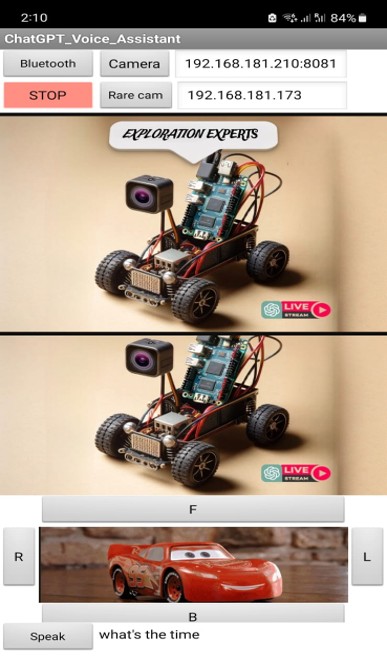 2:10 84%
ChatGPT_Voice_Assistant
Bluetooth Camera 192.168.181.210:8081
STOP Rare cam 192.168.181.173
EXPLORATION EXPERTS
LIVE
STREAM
LIVE
STREAM
F
R L
B
Speak what's the time